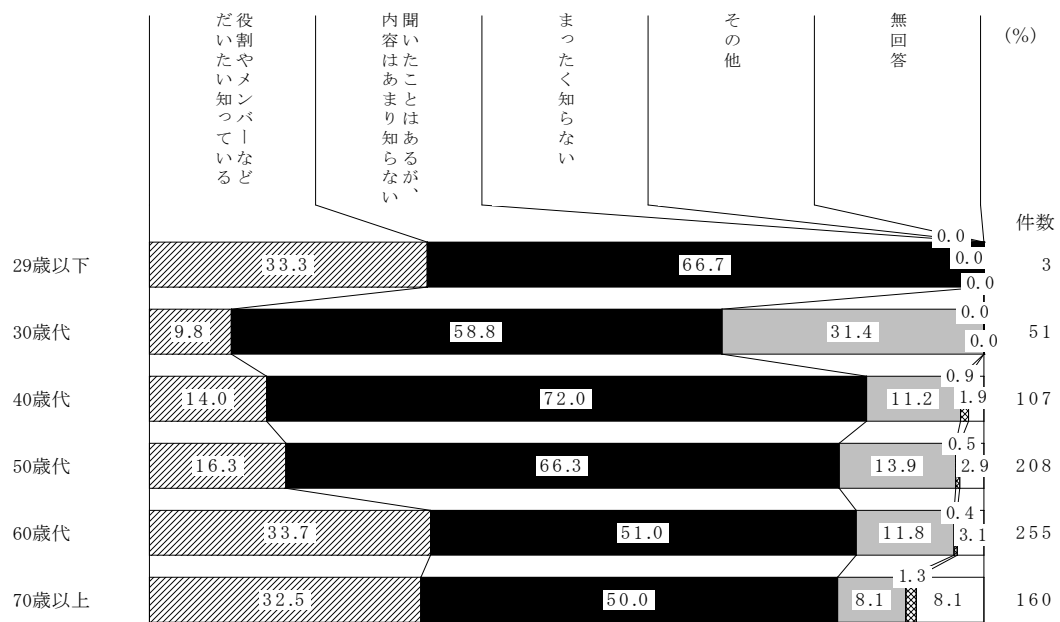 役割やメンバーなど
だいたい知っている
聞いたことはあるが、
内容はあまり知らない
まったく知らない
その他
無回答
(%)
件数
29歳以下 33.3 66.7 0.0 0.0 0.0 3
30歳代 9.8 58.8 31.4 0.0 0.0 51
40歳代 14.0 72.0 11.2 0.9 1.9 107
50歳代 16.3 66.3 13.9 0.5 2.9 208
60歳代 33.7 51.0 11.8 0.4 3.1 255
70歳以上 32.5 50.0 8.1 1.3 8.1 160